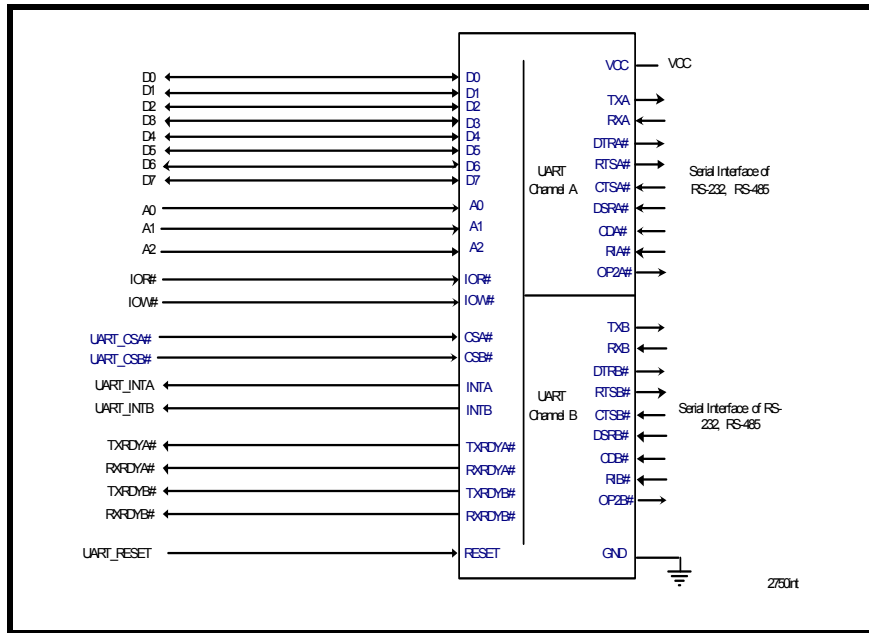 D0
D1
D2
D3
D4
D5
D6
D7
A0
A1
A2
IOR#
IOW#
UART_CSA#
UART_CSB#
UART_INTA
UART_INTB
TXRDYA#
RXRDYA#
TXRDYB#
RXRDYB#
UART_RESET
D0
D1
D2
D3
D4
D5
D6
D7
A0
A1
A2
IOR#
IOW#
CSA#
CSB#
INTA
INTB
TXRDYA#
RXRDYA#
TXRDYB#
RXRDYB#
RESET
UART
Channel A
UART
Channel B
VCC
TXA
RXA
DTRA#
RTSA#
CTSA#
DSRA#
CDA#
RIA#
OP2A#
TXB
RXB
DTRB#
RTSB#
CTSB#
DSRB#
CDB#
RIB#
OP2B#
GND
VCC
Serial Interface of
RS-232, RS-485
Serial Interface of RS-
232, RS-485
2750int